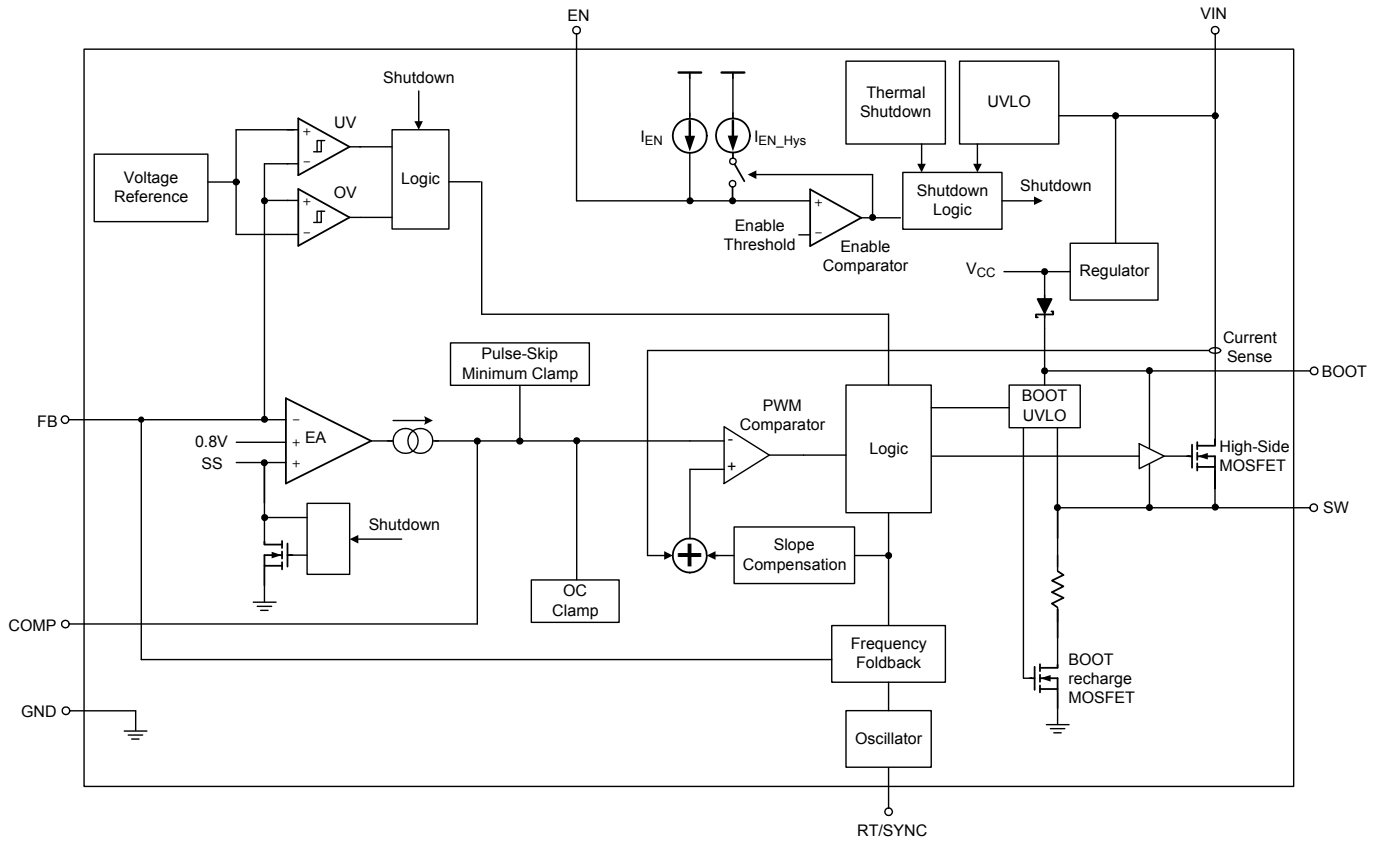 EN
VIN
Shutdown
Thermal
Shutdown
UVLO
UV
I_EN
I_EN_Hys
Voltage
Reference
Logic
OV
Shutdown
Logic
Shutdown
+
−
+
−
+
−
Enable
Threshold
Enable
Comparator
V_CC
Regulator
Current
Sense
Pulse-Skip
Minimum Clamp
BOOT
BOOT
UVLO
PWM
Comparator
FB
−
0.8V
+
EA
SS
+
-
+
Logic
High-Side
MOSFET
SW
Shutdown
+
Slope
Compensation
OC
Clamp
COMP
Frequency
Foldback
BOOT
recharge
MOSFET
GND
Oscillator
RT/SYNC